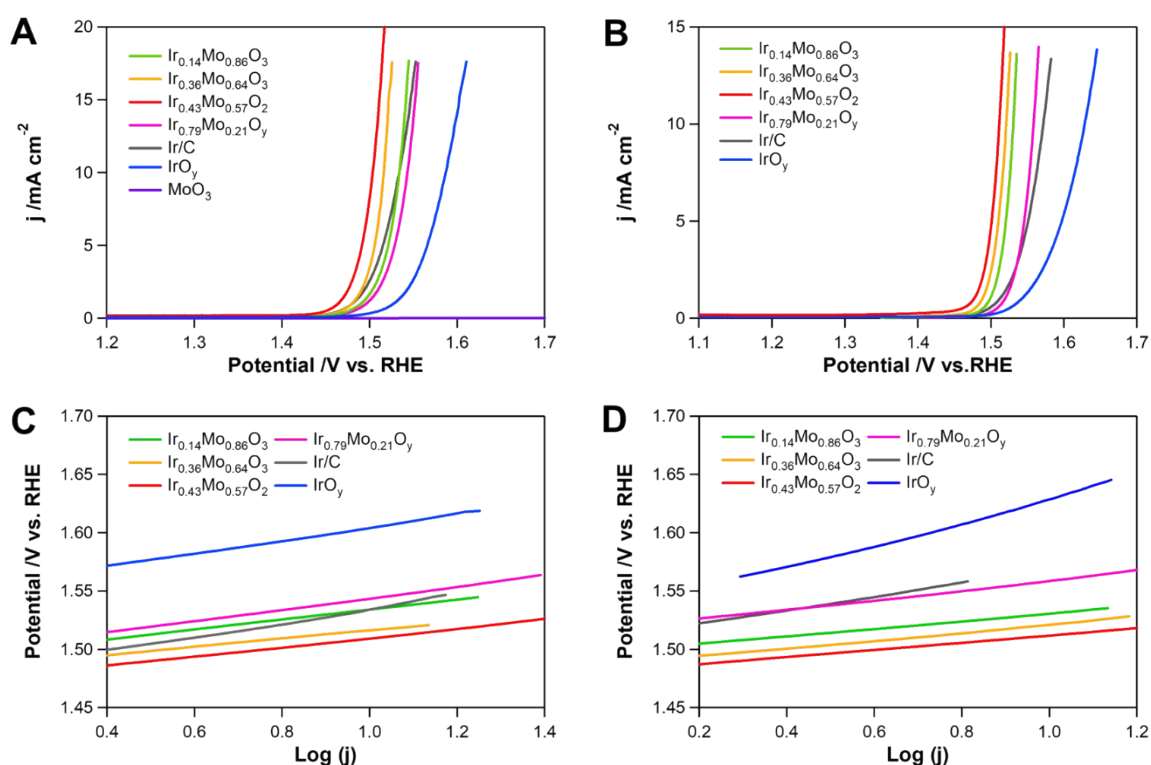 A
j /mA cm⁻²
20
15
10
5
0
Ir₀.₁₄Mo₀.₈₆O₃
Ir₀.₃₆Mo₀.₆₄O₃
Ir₀.₄₃Mo₀.₅₇O₂
Ir₀.₇₉Mo₀.₂₁Oy
Ir/C
IrOy
MoO₃
1.2 1.3 1.4 1.5 1.6 1.7
Potential /V vs. RHE
B
j /mA cm⁻²
15
10
5
0
Ir₀.₁₄Mo₀.₈₆O₃
Ir₀.₃₆Mo₀.₆₄O₃
Ir₀.₄₃Mo₀.₅₇O₂
Ir₀.₇₉Mo₀.₂₁Oy
Ir/C
IrOy
1.1 1.2 1.3 1.4 1.5 1.6 1.7
Potential /V vs.RHE
C
Potential /V vs. RHE
1.70
1.65
1.60
1.55
1.50
1.45
Ir₀.₁₄Mo₀.₈₆O₃ Ir₀.₇₉Mo₀.₂₁Oy
Ir₀.₃₆Mo₀.₆₄O₃ Ir/C
Ir₀.₄₃Mo₀.₅₇O₂ IrOy
0.4 0.6 0.8 1.0 1.2 1.4
Log (j)
D
Potential /V vs. RHE
1.70
1.65
1.60
1.55
1.50
1.45
Ir₀.₁₄Mo₀.₈₆O₃ Ir₀.₇₉Mo₀.₂₁Oy
Ir₀.₃₆Mo₀.₆₄O₃ Ir/C
Ir₀.₄₃Mo₀.₅₇O₂ IrOy
0.2 0.4 0.6 0.8 1.0 1.2
Log (j)